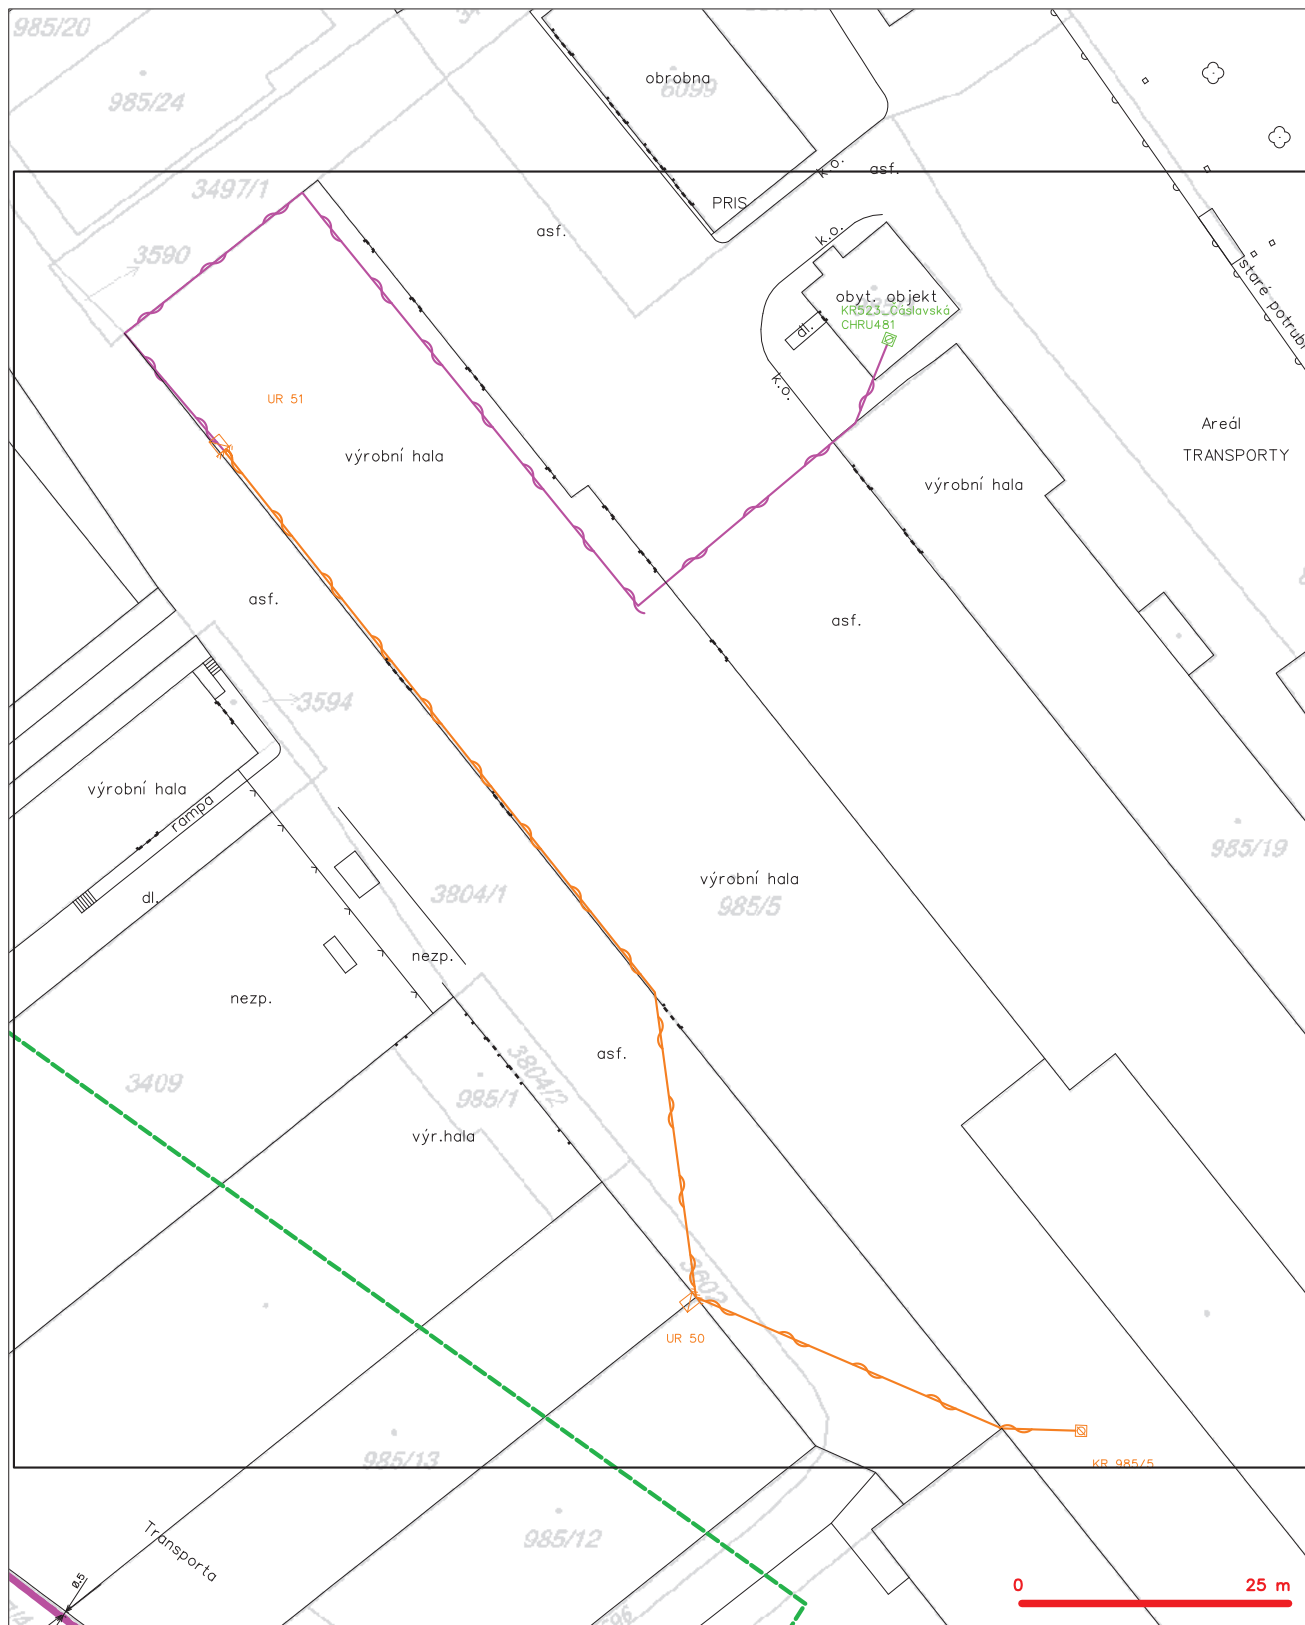 985/20
obrobna
6099
985/24
k.o.
asf.
3497/1
PRIS
asf.
k.o.
3590
staré potrubí
obyt. objekt
KR523_Čáslavská
CHRU481
dl.
k.o.
UR 51
Areál
TRANSPORTY
výrobní hala
výrobní hala
asf.
asf.
3594
výrobní hala
rampa
985/19
výrobní hala
3804/1
985/5
dl.
nezp.
nezp.
asf.
3804/2
3409
985/1
výr.hala
3802
UR 50
985/13
KR 985/5
985/12
Transporta
ø.5
0 25 m